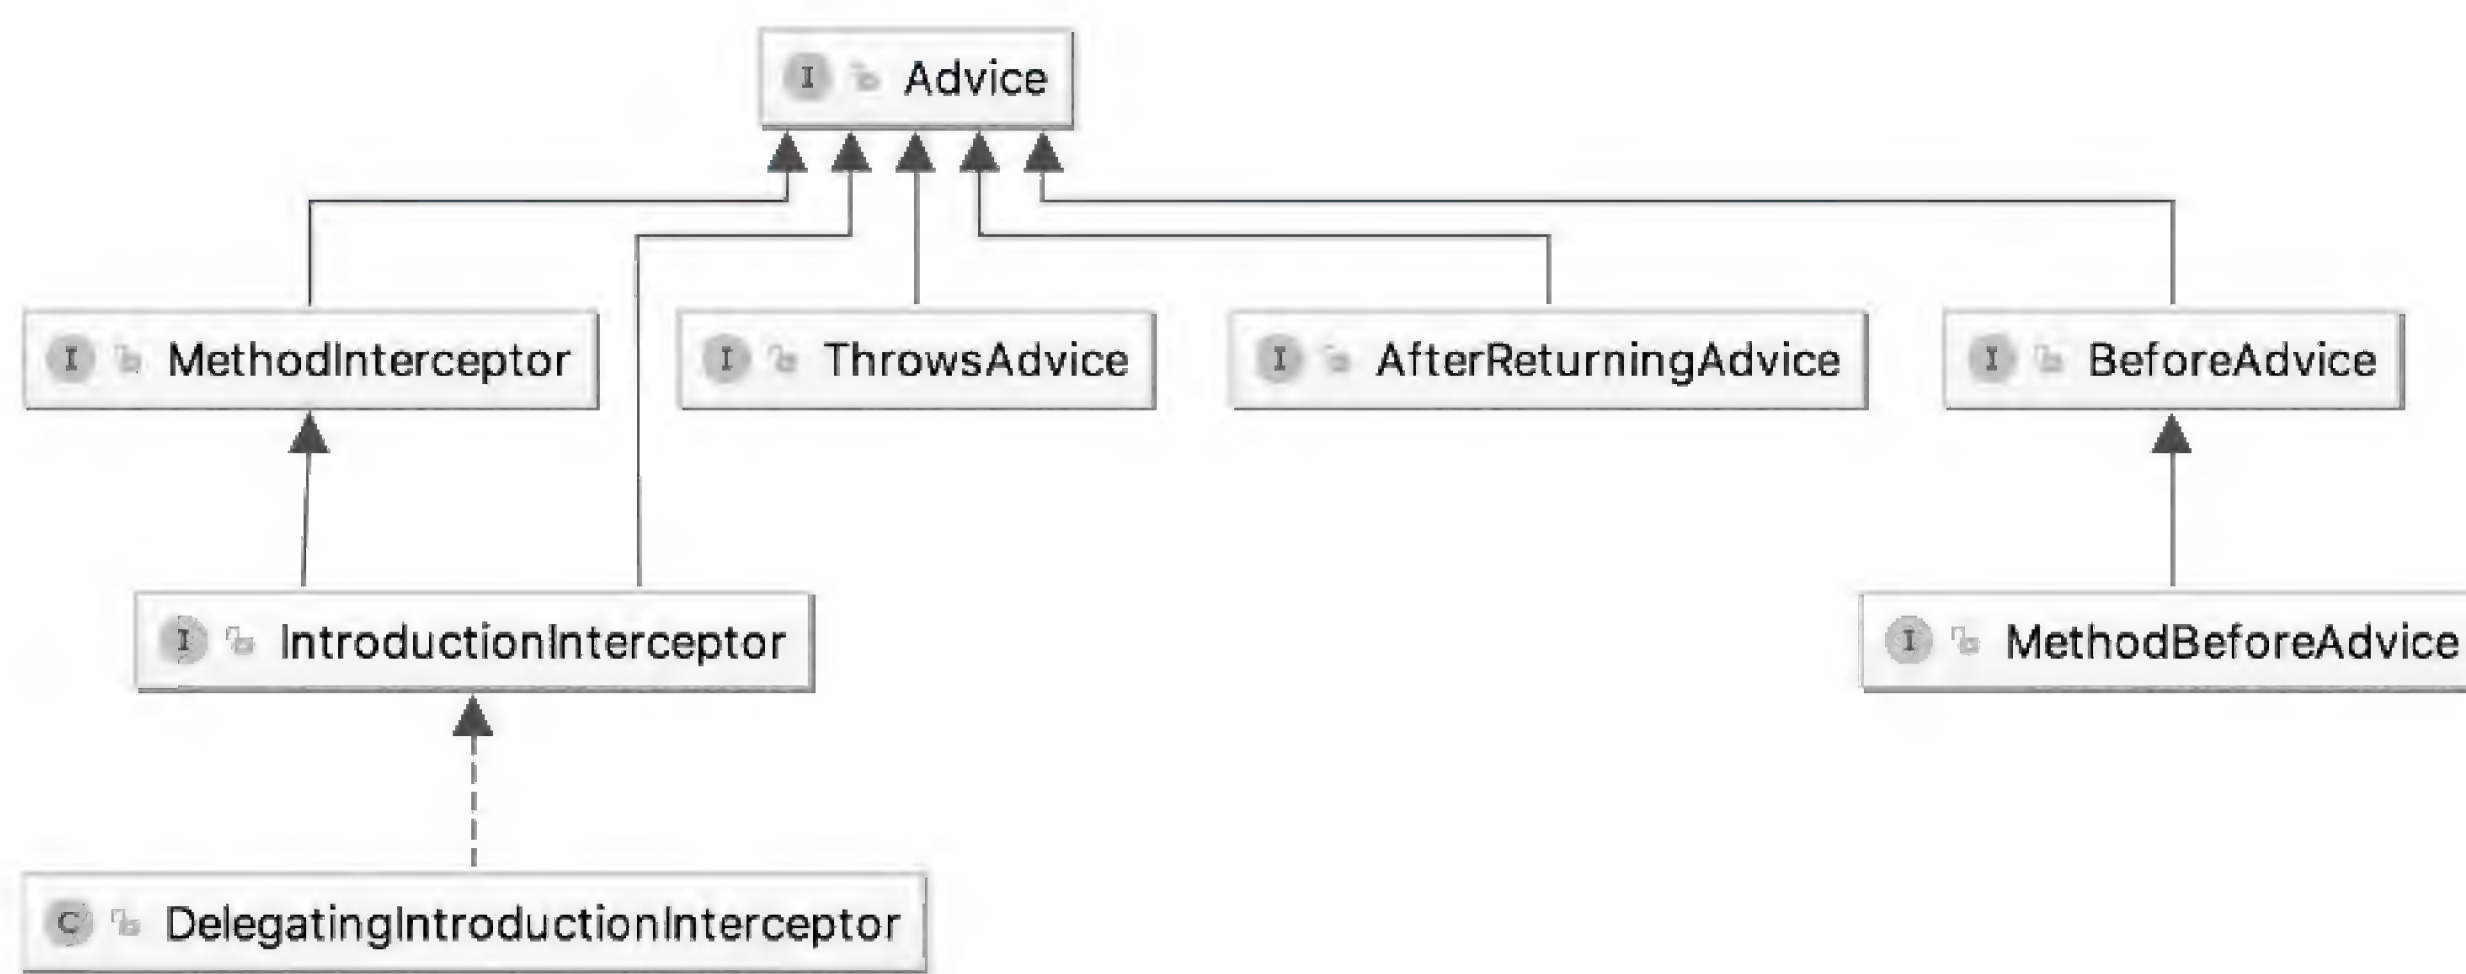 I Advice
I MethodInterceptor
I ThrowsAdvice
I AfterReturningAdvice
I BeforeAdvice
I IntroductionInterceptor
I MethodBeforeAdvice
C DelegatingIntroductionInterceptor